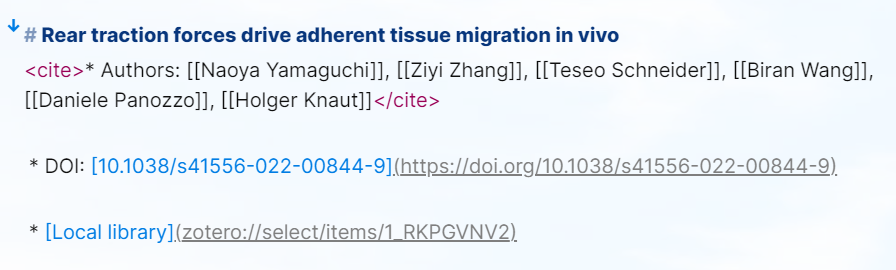 # Rear traction forces drive adherent tissue migration in vivo
<cite>* Authors: [[Naoya Yamaguchi]], [[Ziyi Zhang]], [[Teseo Schneider]], [[Biran Wang]],
[[Daniele Panozzo]], [[Holger Knaut]]</cite>
* DOI: [10.1038/s41556-022-00844-9](https://doi.org/10.1038/s41556-022-00844-9)
* [Local library](zotero://select/items/1_RKPGVNV2)